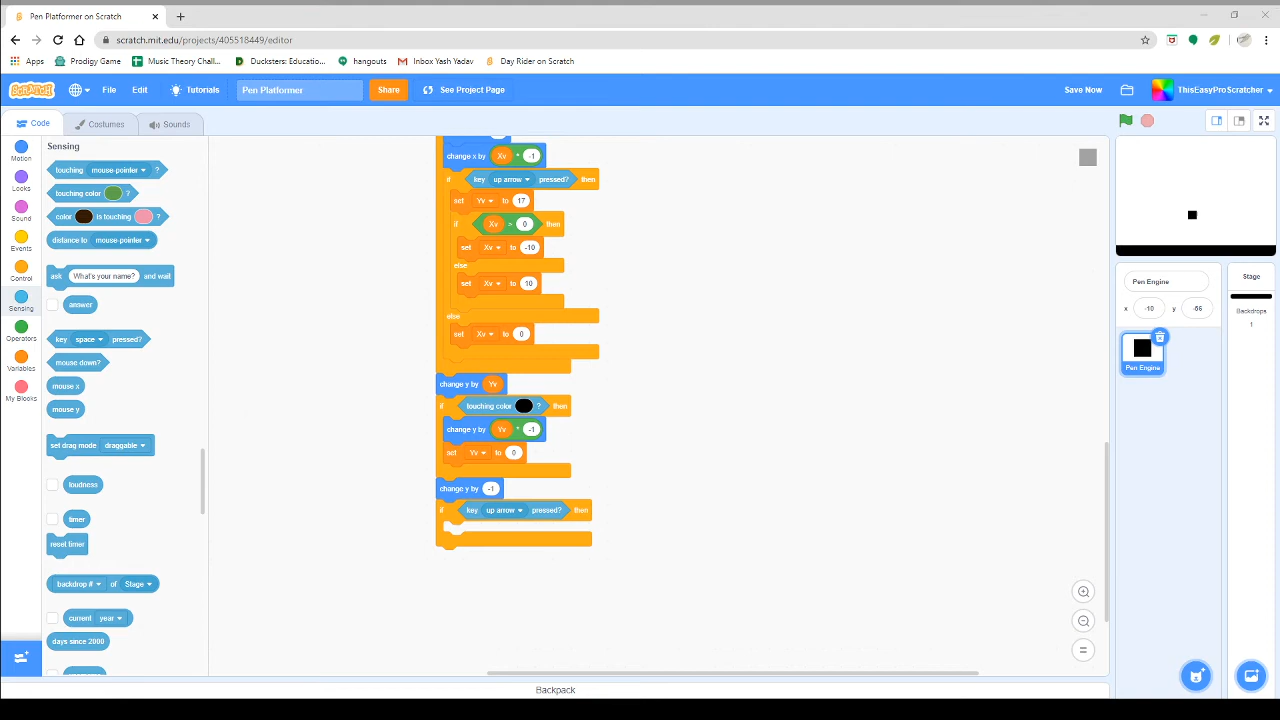 Pen Platformer on Scratch
scratch.mit.edu/projects/405518449/editor
Apps Prodigy Game Music Theory Chall... Ducksters: Educatio... hangouts Inbox Yash Yadav Day Rider on Scratch
SCRATCH File Edit Tutorials Pen Platformer Share See Project Page Save Now ThisEasyProScratcher
Code Costumes Sounds
Motion
Looks
Sound
Events
Control
Sensing
Operators
Variables
My Blocks
Sensing
touching mouse-pointer ?
touching color ?
color is touching ?
distance to mouse-pointer
ask What's your name? and wait
answer
key space pressed?
mouse down?
mouse x
mouse y
set drag mode draggable
loudness
timer
reset timer
backdrop # of Stage
current year
days since 2000
change x by Xv * -1
if key up arrow pressed? then
set Yv to 17
if Xv > 0 then
set Xv to -10
else
set Xv to 10
else
set Xv to 0
change y by Yv
if touching color ? then
change y by Yv * -1
set Yv to 0
change y by -1
if key up arrow pressed? then
Pen Engine
x -10 y -56
Pen Engine
Stage
Backdrops
1
Backpack